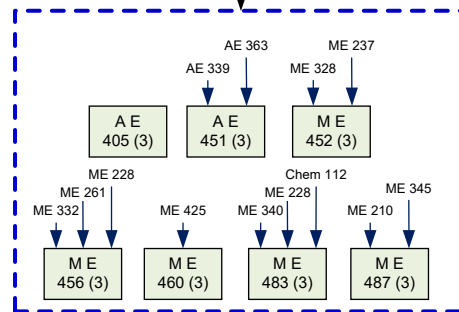 AE 363
ME 237
AE 339
ME 328
A E
405 (3)
A E
451 (3)
M E
452 (3)
Chem 112
ME 228
ME 228
ME 345
ME 261
ME 332
ME 425
ME 340
ME 210
M E
456 (3)
M E
460 (3)
M E
483 (3)
M E
487 (3)